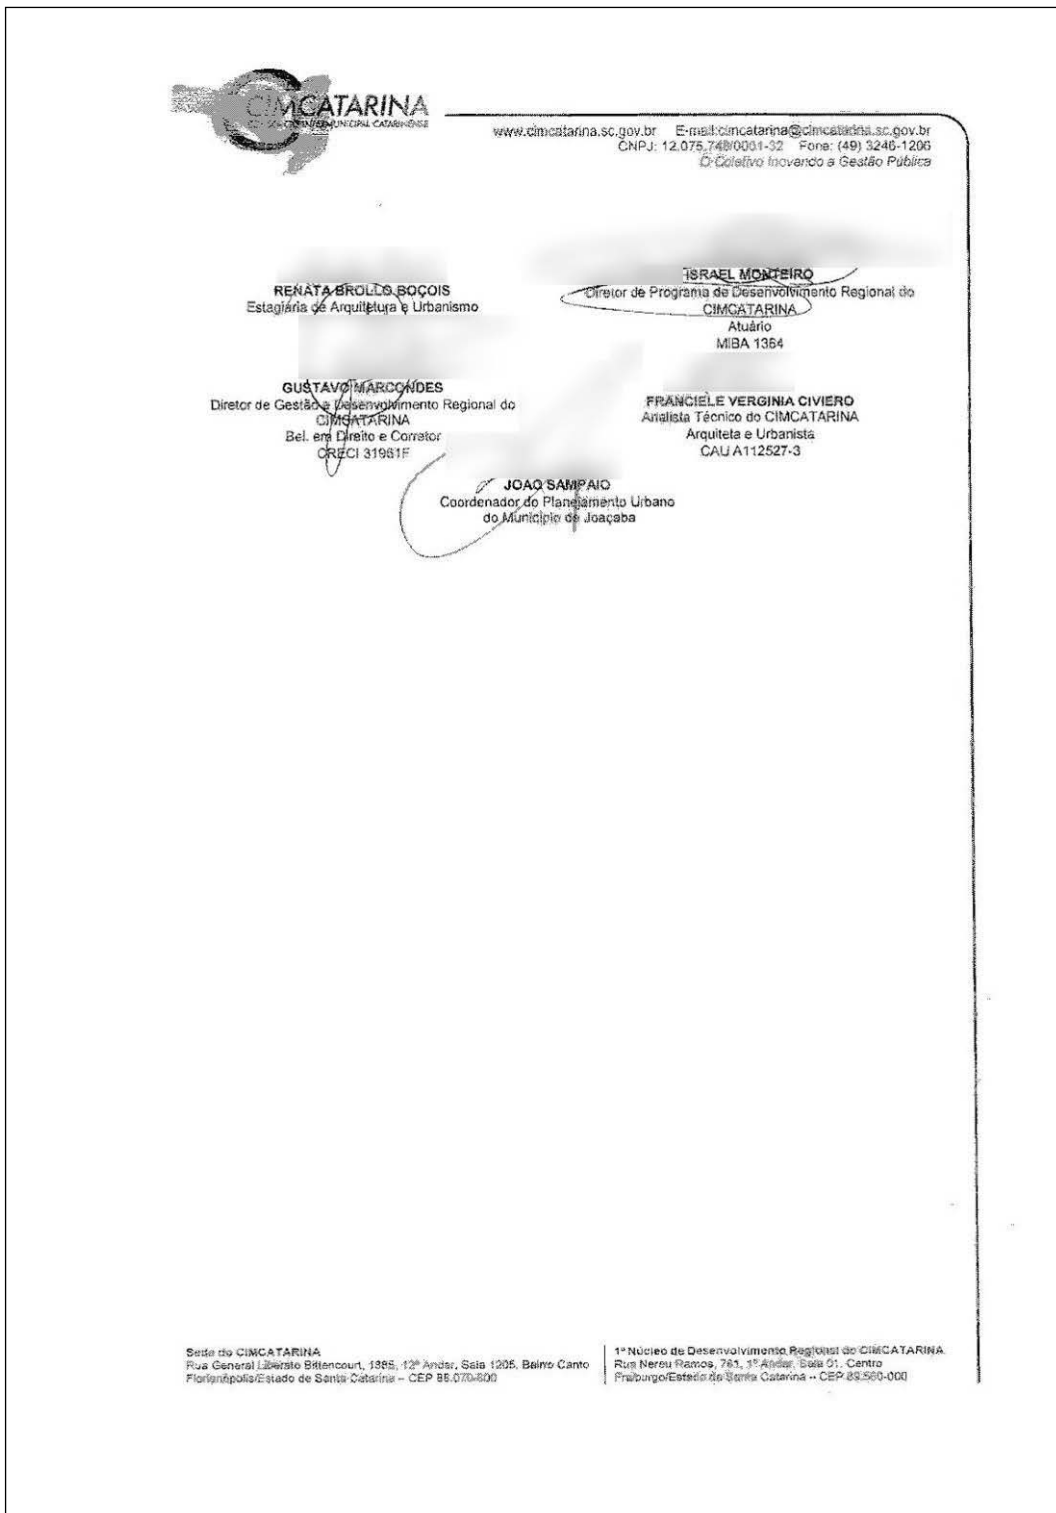 CIMCATARINA
CONSÓRCIO INTERMUNICIPAL CATARINENSE
www.cimcatarina.sc.gov.br E-mail:cimcatarina@cimcatarina.sc.gov.br
CNPJ: 12.075.748/0001-32 Fone: (49) 3246-1206
O Coletivo Inovando a Gestão Pública
RENATA BROLLO BOÇOIS
Estagiária de Arquitetura e Urbanismo
ISRAEL MONTEIRO
Diretor de Programa de Desenvolvimento Regional do
CIMCATARINA
Atuário
MIBA 1364
GUSTAVO MARCONDES
Diretor de Gestão e Desenvolvimento Regional do
CIMCATARINA
Bel. em Direito e Corretor
CRECI 31961F
FRANCIELE VERGINIA CIVIERO
Analista Técnico do CIMCATARINA
Arquiteta e Urbanista
CAU A112527-3
JOAO SAMPAIO
Coordenador do Planejamento Urbano
do Município de Joaçaba
Sede do CIMCATARINA
Rua General Liberato Bittencourt, 1885, 12º Andar, Sala 1205, Bairro Canto
Florianópolis/Estado de Santa Catarina – CEP 88.070-800
1º Núcleo de Desenvolvimento Regional do CIMCATARINA
Rua Nereu Ramos, 761, 1º Andar, Sala 01, Centro
Fraiburgo/Estado de Santa Catarina – CEP 89.580-000